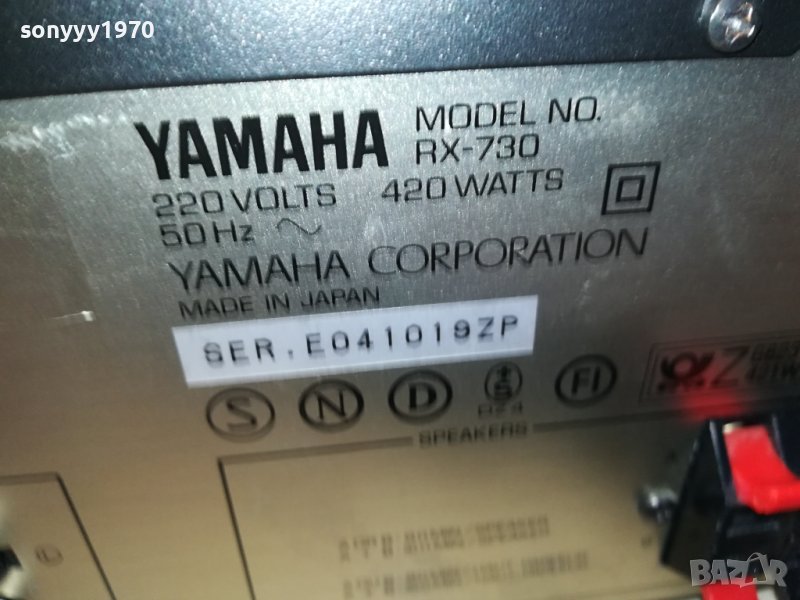 sonyyy1970
YAMAHA
MODEL NO.
RX-730
220 VOLTS 420 WATTS
50 Hz
YAMAHA CORPORATION
MADE IN JAPAN
SER. E041019ZP
S N D FI
SPEAKERS
Z
BAZAR